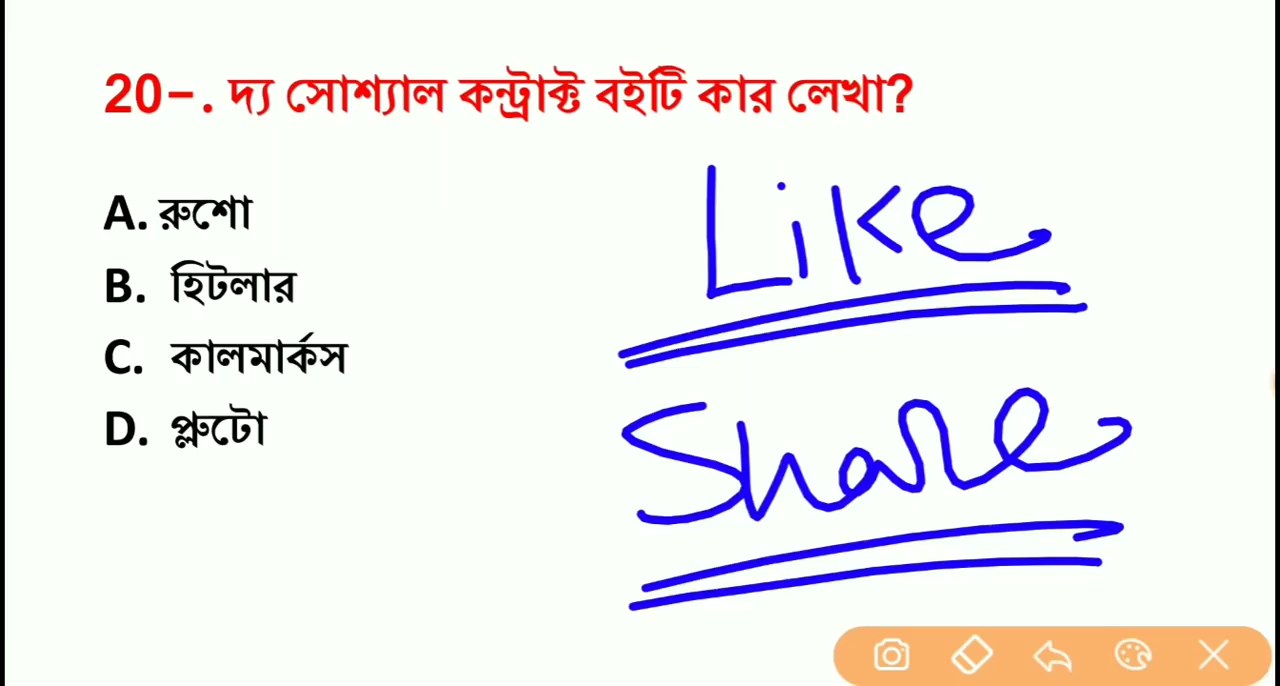 20-. দ্য সোশ্যাল কন্ট্রাক্ট বইটি কার লেখা?
A. রুশো
B. হিটলার
C. কালমার্কস
D. প্লুটো
Like
Share